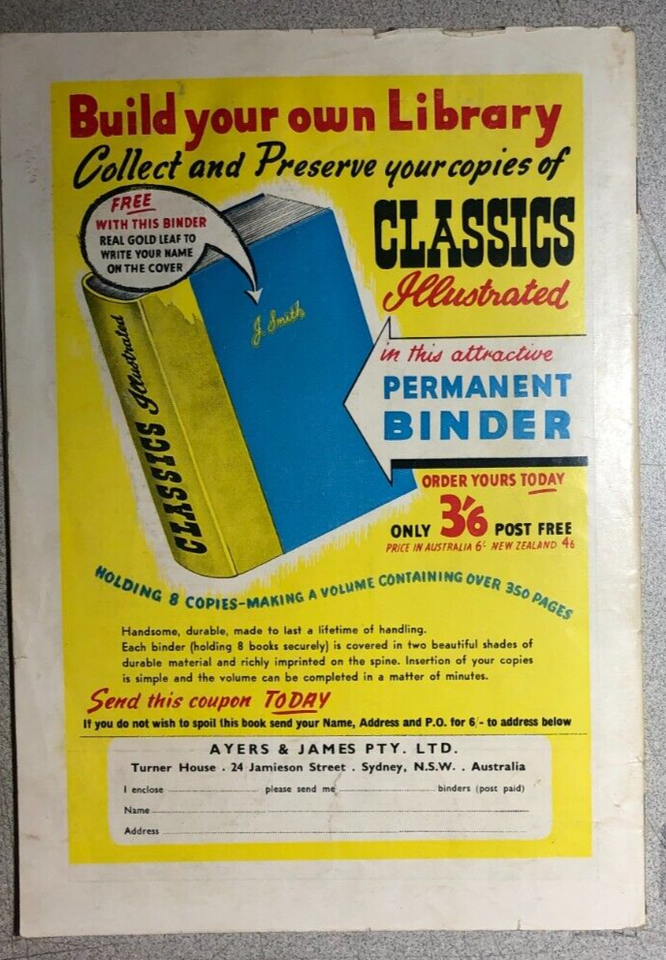 Build your own Library
Collect and Preserve your copies of
CLASSICS
Illustrated
FREE
WITH THIS BINDER
REAL GOLD LEAF TO
WRITE YOUR NAME
ON THE COVER
J. Smith
CLASSICS Illustrated
in this attractive
PERMANENT
BINDER
ORDER YOURS TODAY
ONLY 3'6 POST FREE
PRICE IN AUSTRALIA 6/- NEW ZEALAND 4/6
HOLDING 8 COPIES-MAKING A VOLUME CONTAINING OVER 350 PAGES
Handsome, durable, made to last a lifetime of handling.
Each binder (holding 8 books securely) is covered in two beautiful shades of
durable material and richly imprinted on the spine. Insertion of your copies
is simple and the volume can be completed in a matter of minutes.
Send this coupon TODAY
If you do not wish to spoil this book send your Name, Address and P.O. for 6/- to address below
AYERS & JAMES PTY. LTD.
Turner House . 24 Jamieson Street . Sydney, N.S.W. . Australia
I enclose please send me binders (post paid)
Name
Address